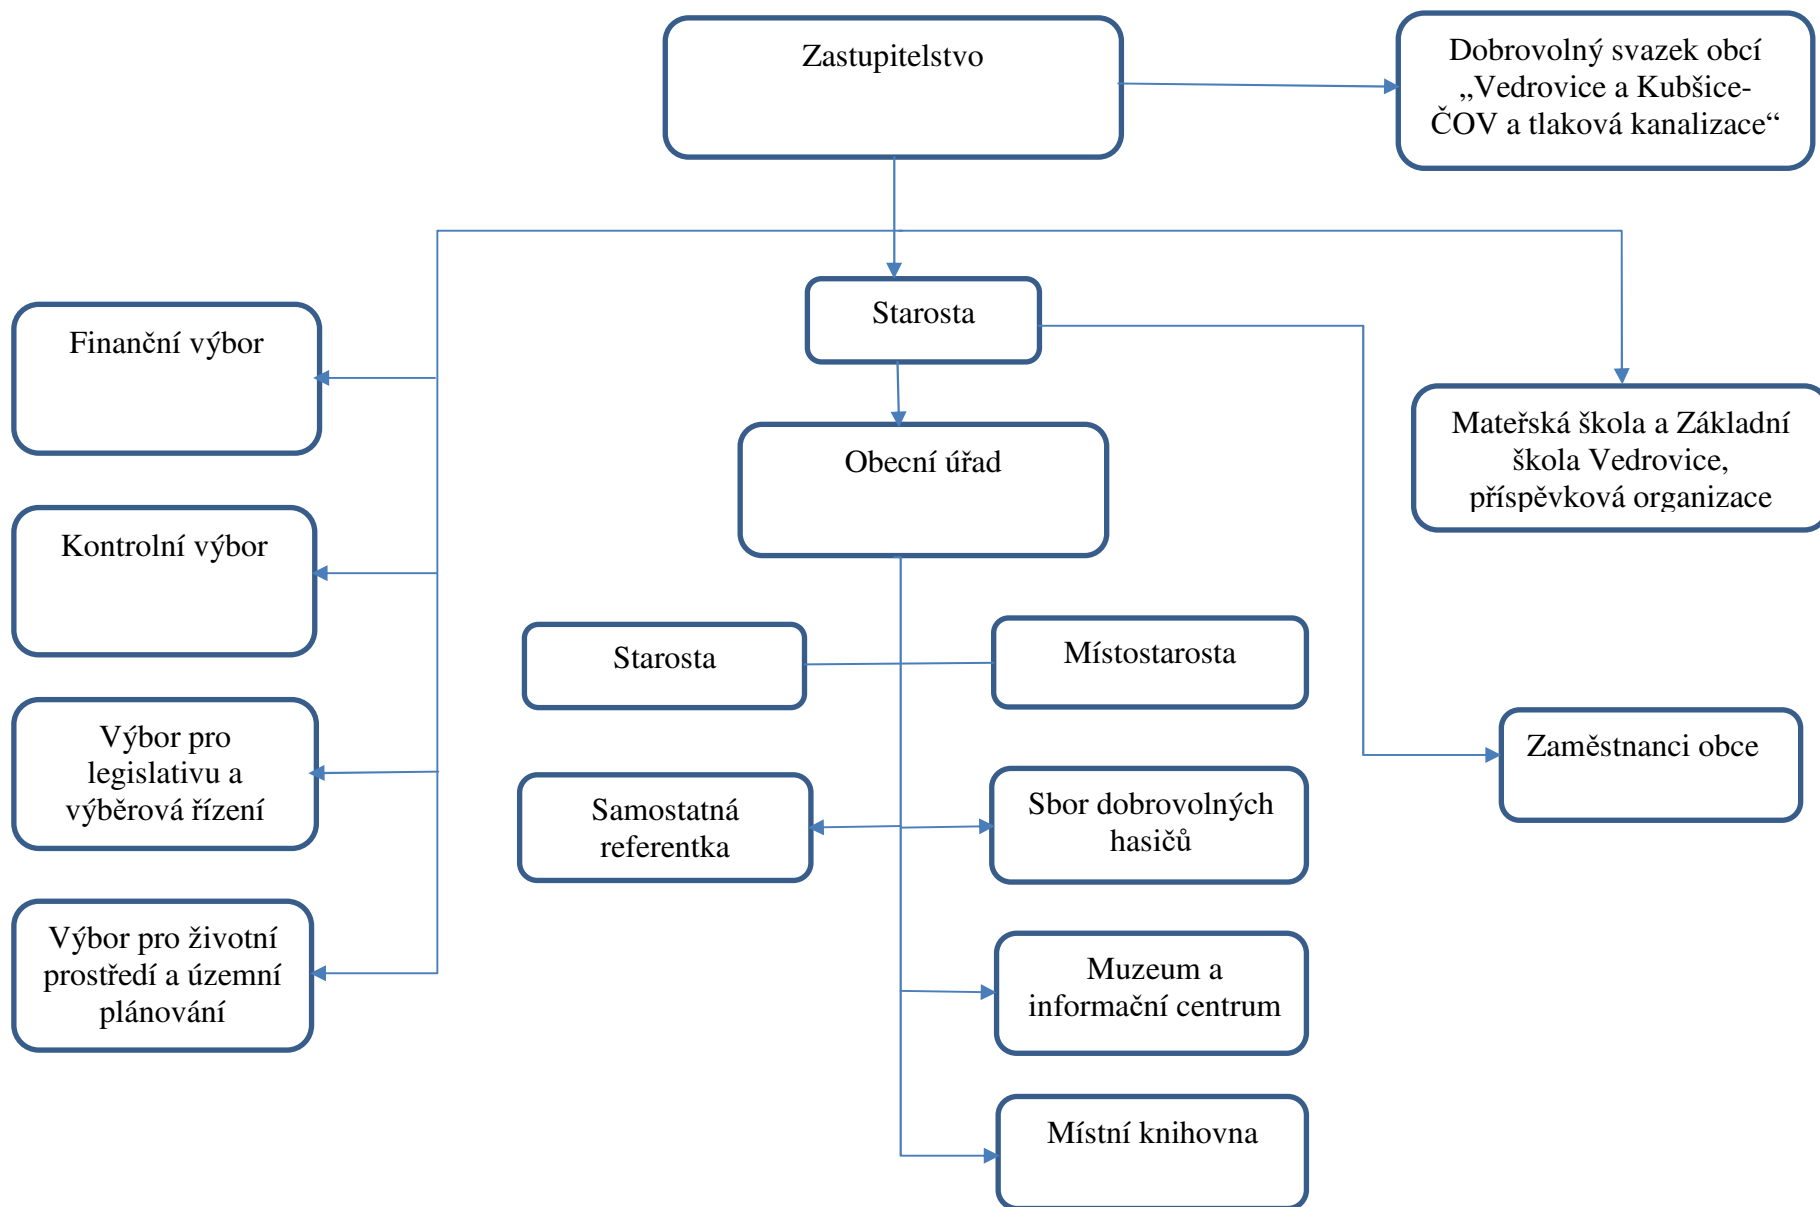 Zastupitelstvo
Dobrovolný svazek obcí
„Vedrovice a Kubšice-
ČOV a tlaková kanalizace“
Starosta
Finanční výbor
Mateřská škola a Základní
škola Vedrovice,
příspěvková organizace
Obecní úřad
Kontrolní výbor
Starosta
Místostarosta
Výbor pro
legislativu a
výběrová řízení
Zaměstnanci obce
Samostatná
referentka
Sbor dobrovolných
hasičů
Výbor pro životní
prostředí a územní
plánování
Muzeum a
informační centrum
Místní knihovna